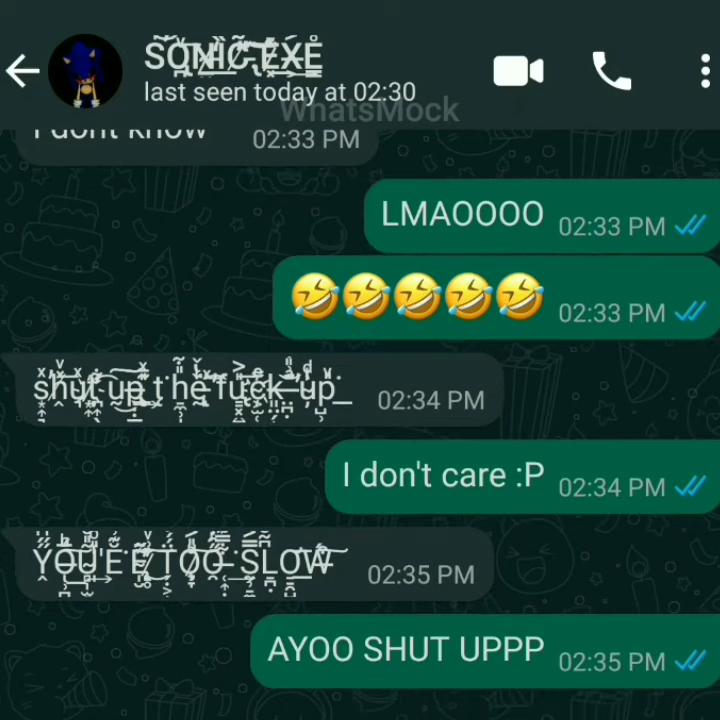 SONIC.EXE
last seen today at 02:30
WhatsMock
I dont know 02:33 PM
LMAOOOO 02:33 PM
🤣🤣🤣🤣🤣 02:33 PM
shut up the fuck up 02:34 PM
I don't care :P 02:34 PM
YOU'E E TOO SLOW 02:35 PM
AYOO SHUT UPPP 02:35 PM